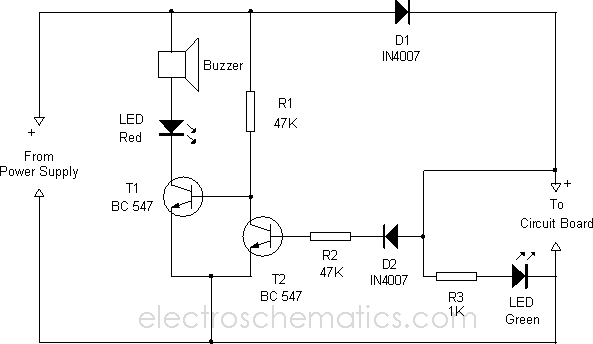 D1
IN4007
Buzzer
R1
47K
LED
Red
+
From
Power Supply
T1
BC 547
+
To
Circuit Board
R2
47K
D2
IN4007
T2
BC 547
R3
1K
LED
Green
electroschematics.com